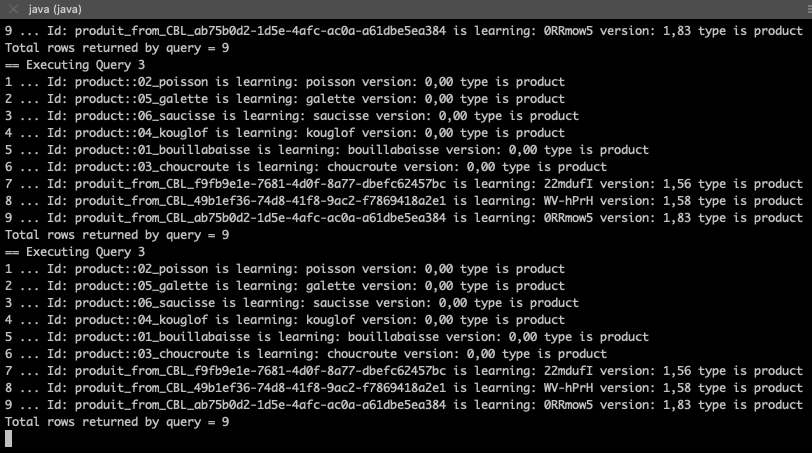 java (java)
9 ... Id: produit_from_CBL_ab75b0d2-1d5e-4afc-ac0a-a61dbe5ea384 is learning: 0RRmow5 version: 1,83 type is product
Total rows returned by query = 9
== Executing Query 3
1 ... Id: product::02_poisson is learning: poisson version: 0,00 type is product
2 ... Id: product::05_galette is learning: galette version: 0,00 type is product
3 ... Id: product::06_saucisse is learning: saucisse version: 0,00 type is product
4 ... Id: product::04_kouglof is learning: kouglof version: 0,00 type is product
5 ... Id: product::01_bouillabaisse is learning: bouillabaisse version: 0,00 type is product
6 ... Id: product::03_choucroute is learning: choucroute version: 0,00 type is product
7 ... Id: produit_from_CBL_f9fb9e1e-7681-4d0f-8a77-dbefc62457bc is learning: 22mdufI version: 1,56 type is product
8 ... Id: produit_from_CBL_49b1ef36-74d8-41f8-9ac2-f7869418a2e1 is learning: WV-hPrH version: 1,58 type is product
9 ... Id: produit_from_CBL_ab75b0d2-1d5e-4afc-ac0a-a61dbe5ea384 is learning: 0RRmow5 version: 1,83 type is product
Total rows returned by query = 9
== Executing Query 3
1 ... Id: product::02_poisson is learning: poisson version: 0,00 type is product
2 ... Id: product::05_galette is learning: galette version: 0,00 type is product
3 ... Id: product::06_saucisse is learning: saucisse version: 0,00 type is product
4 ... Id: product::04_kouglof is learning: kouglof version: 0,00 type is product
5 ... Id: product::01_bouillabaisse is learning: bouillabaisse version: 0,00 type is product
6 ... Id: product::03_choucroute is learning: choucroute version: 0,00 type is product
7 ... Id: produit_from_CBL_f9fb9e1e-7681-4d0f-8a77-dbefc62457bc is learning: 22mdufI version: 1,56 type is product
8 ... Id: produit_from_CBL_49b1ef36-74d8-41f8-9ac2-f7869418a2e1 is learning: WV-hPrH version: 1,58 type is product
9 ... Id: produit_from_CBL_ab75b0d2-1d5e-4afc-ac0a-a61dbe5ea384 is learning: 0RRmow5 version: 1,83 type is product
Total rows returned by query = 9